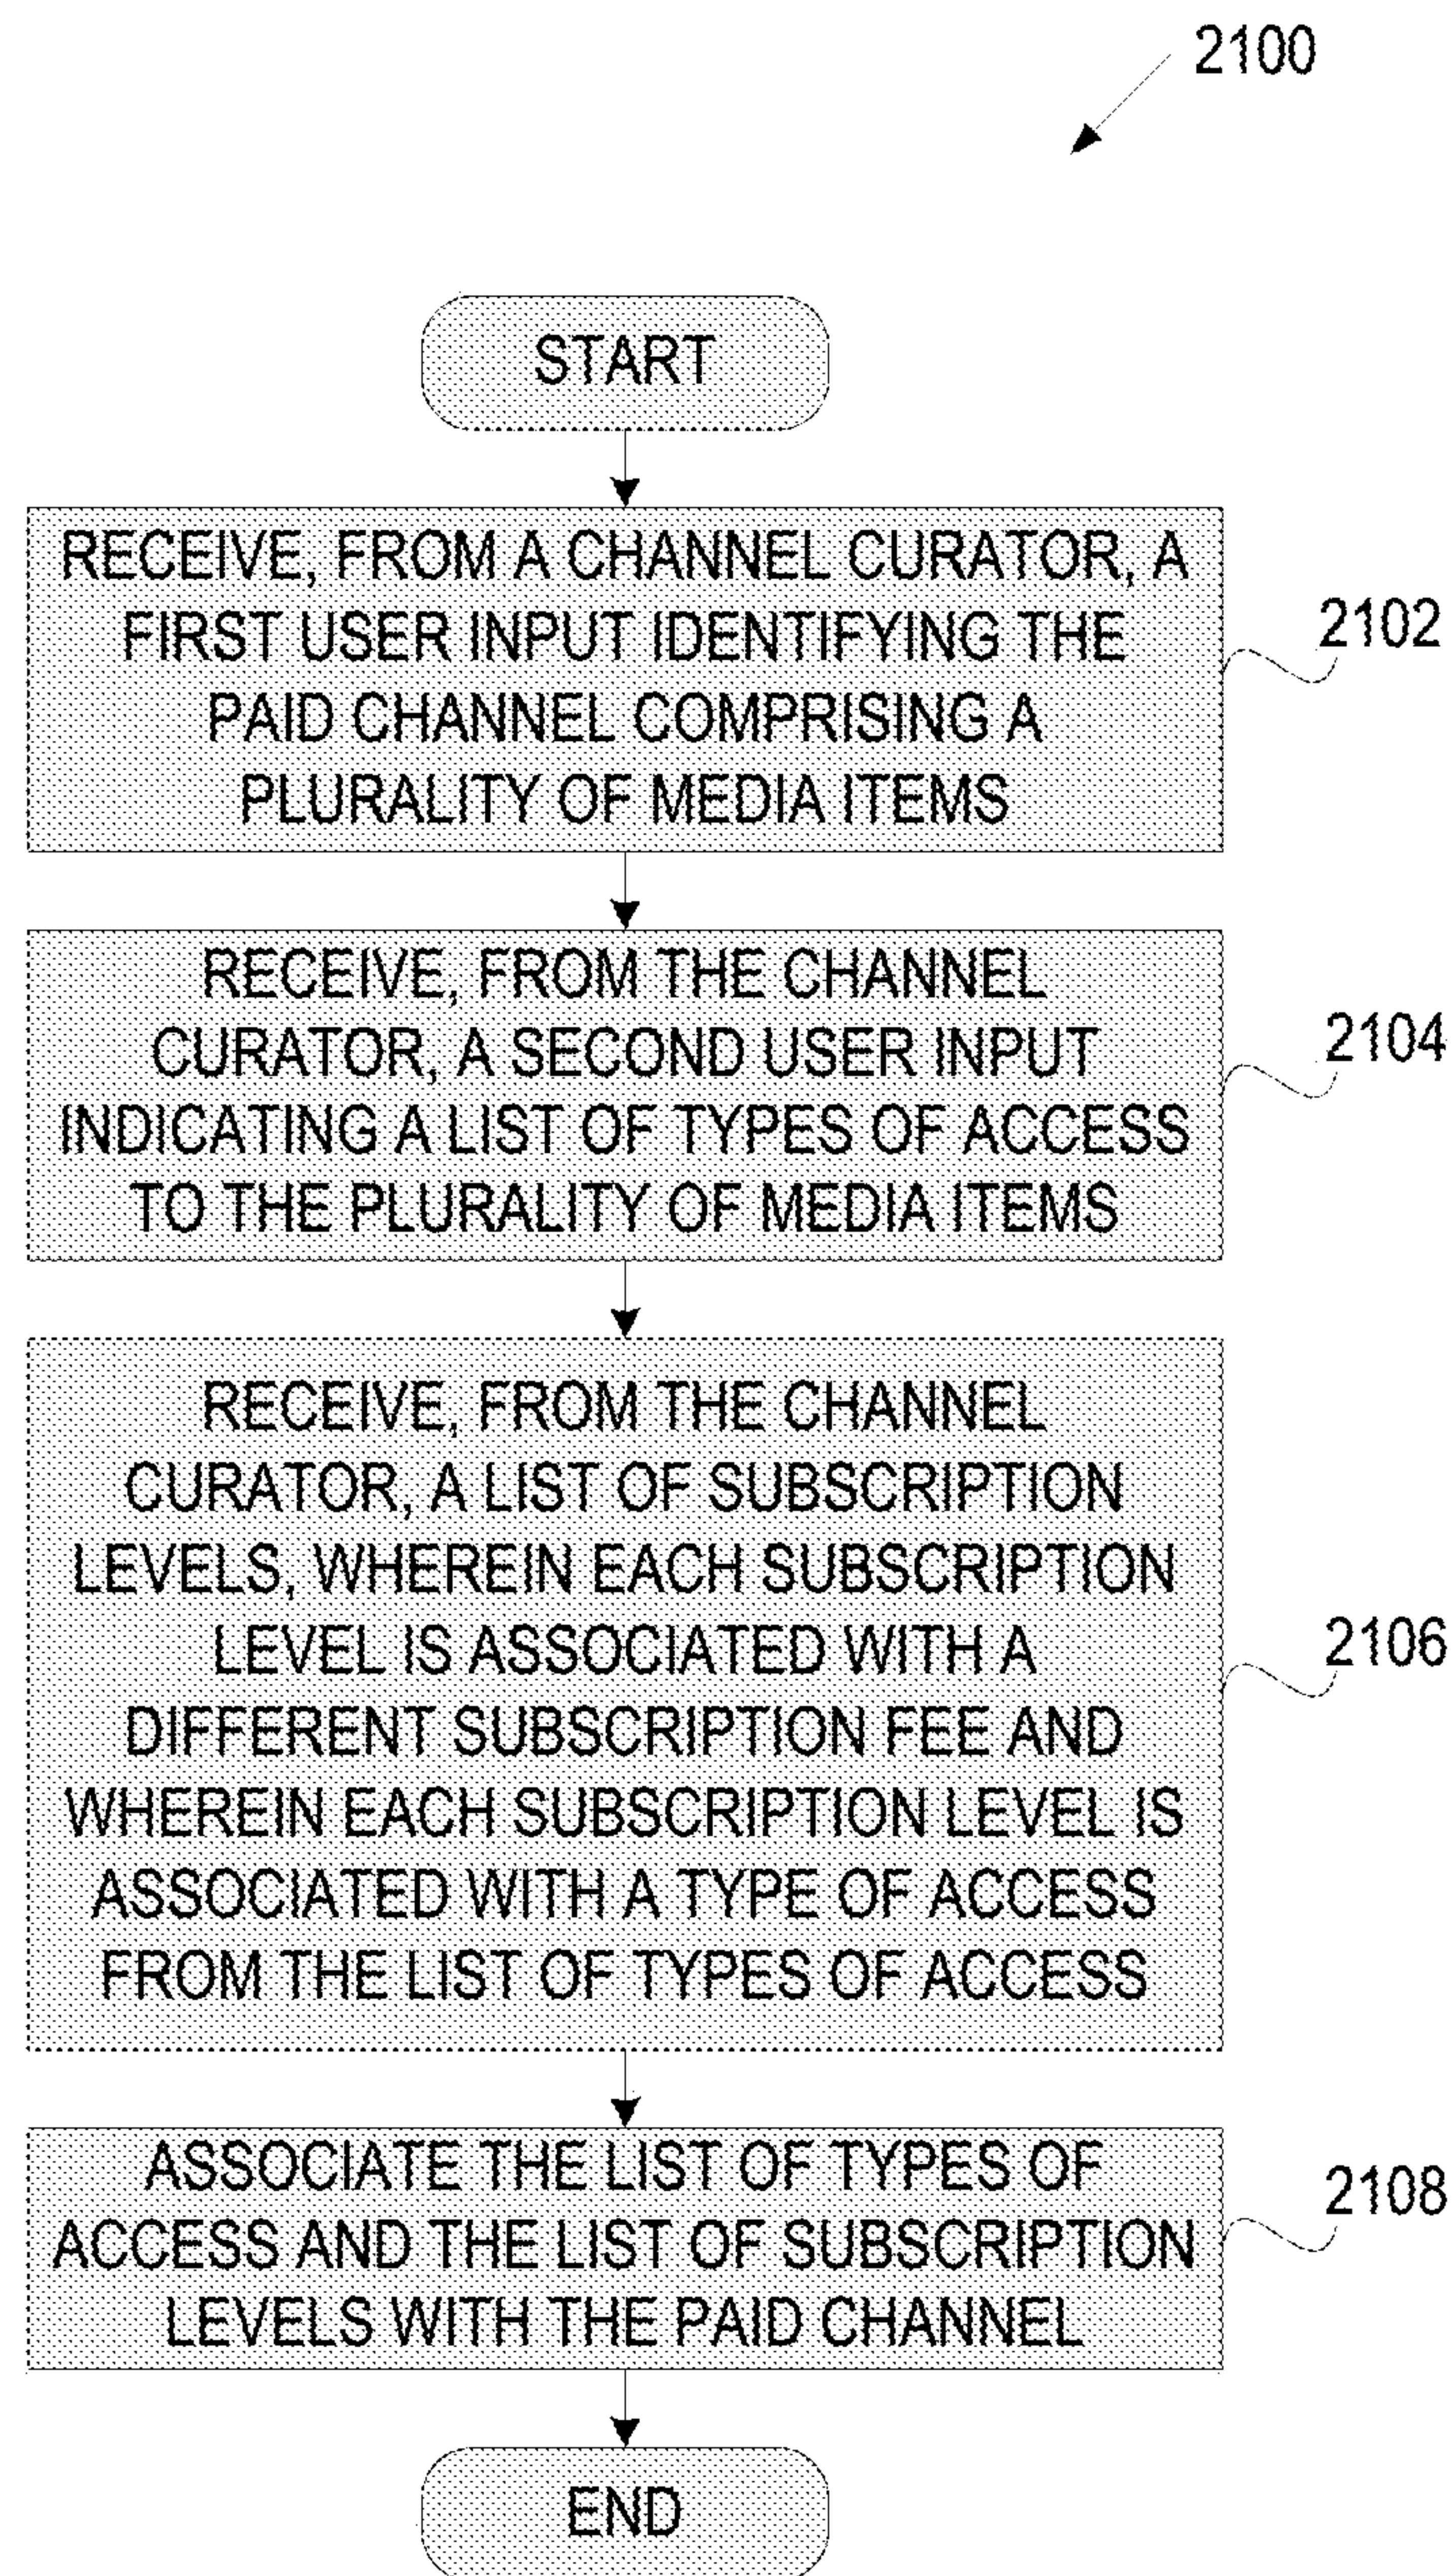 2100
START
RECEIVE, FROM A CHANNEL CURATOR, A
FIRST USER INPUT IDENTIFYING THE
PAID CHANNEL COMPRISING A
PLURALITY OF MEDIA ITEMS
2102
RECEIVE, FROM THE CHANNEL
CURATOR, A SECOND USER INPUT
INDICATING A LIST OF TYPES OF ACCESS
TO THE PLURALITY OF MEDIA ITEMS
2104
RECEIVE, FROM THE CHANNEL
CURATOR, A LIST OF SUBSCRIPTION
LEVELS, WHEREIN EACH SUBSCRIPTION
LEVEL IS ASSOCIATED WITH A
DIFFERENT SUBSCRIPTION FEE AND
WHEREIN EACH SUBSCRIPTION LEVEL IS
ASSOCIATED WITH A TYPE OF ACCESS
FROM THE LIST OF TYPES OF ACCESS
2106
ASSOCIATE THE LIST OF TYPES OF
ACCESS AND THE LIST OF SUBSCRIPTION
LEVELS WITH THE PAID CHANNEL
2108
END